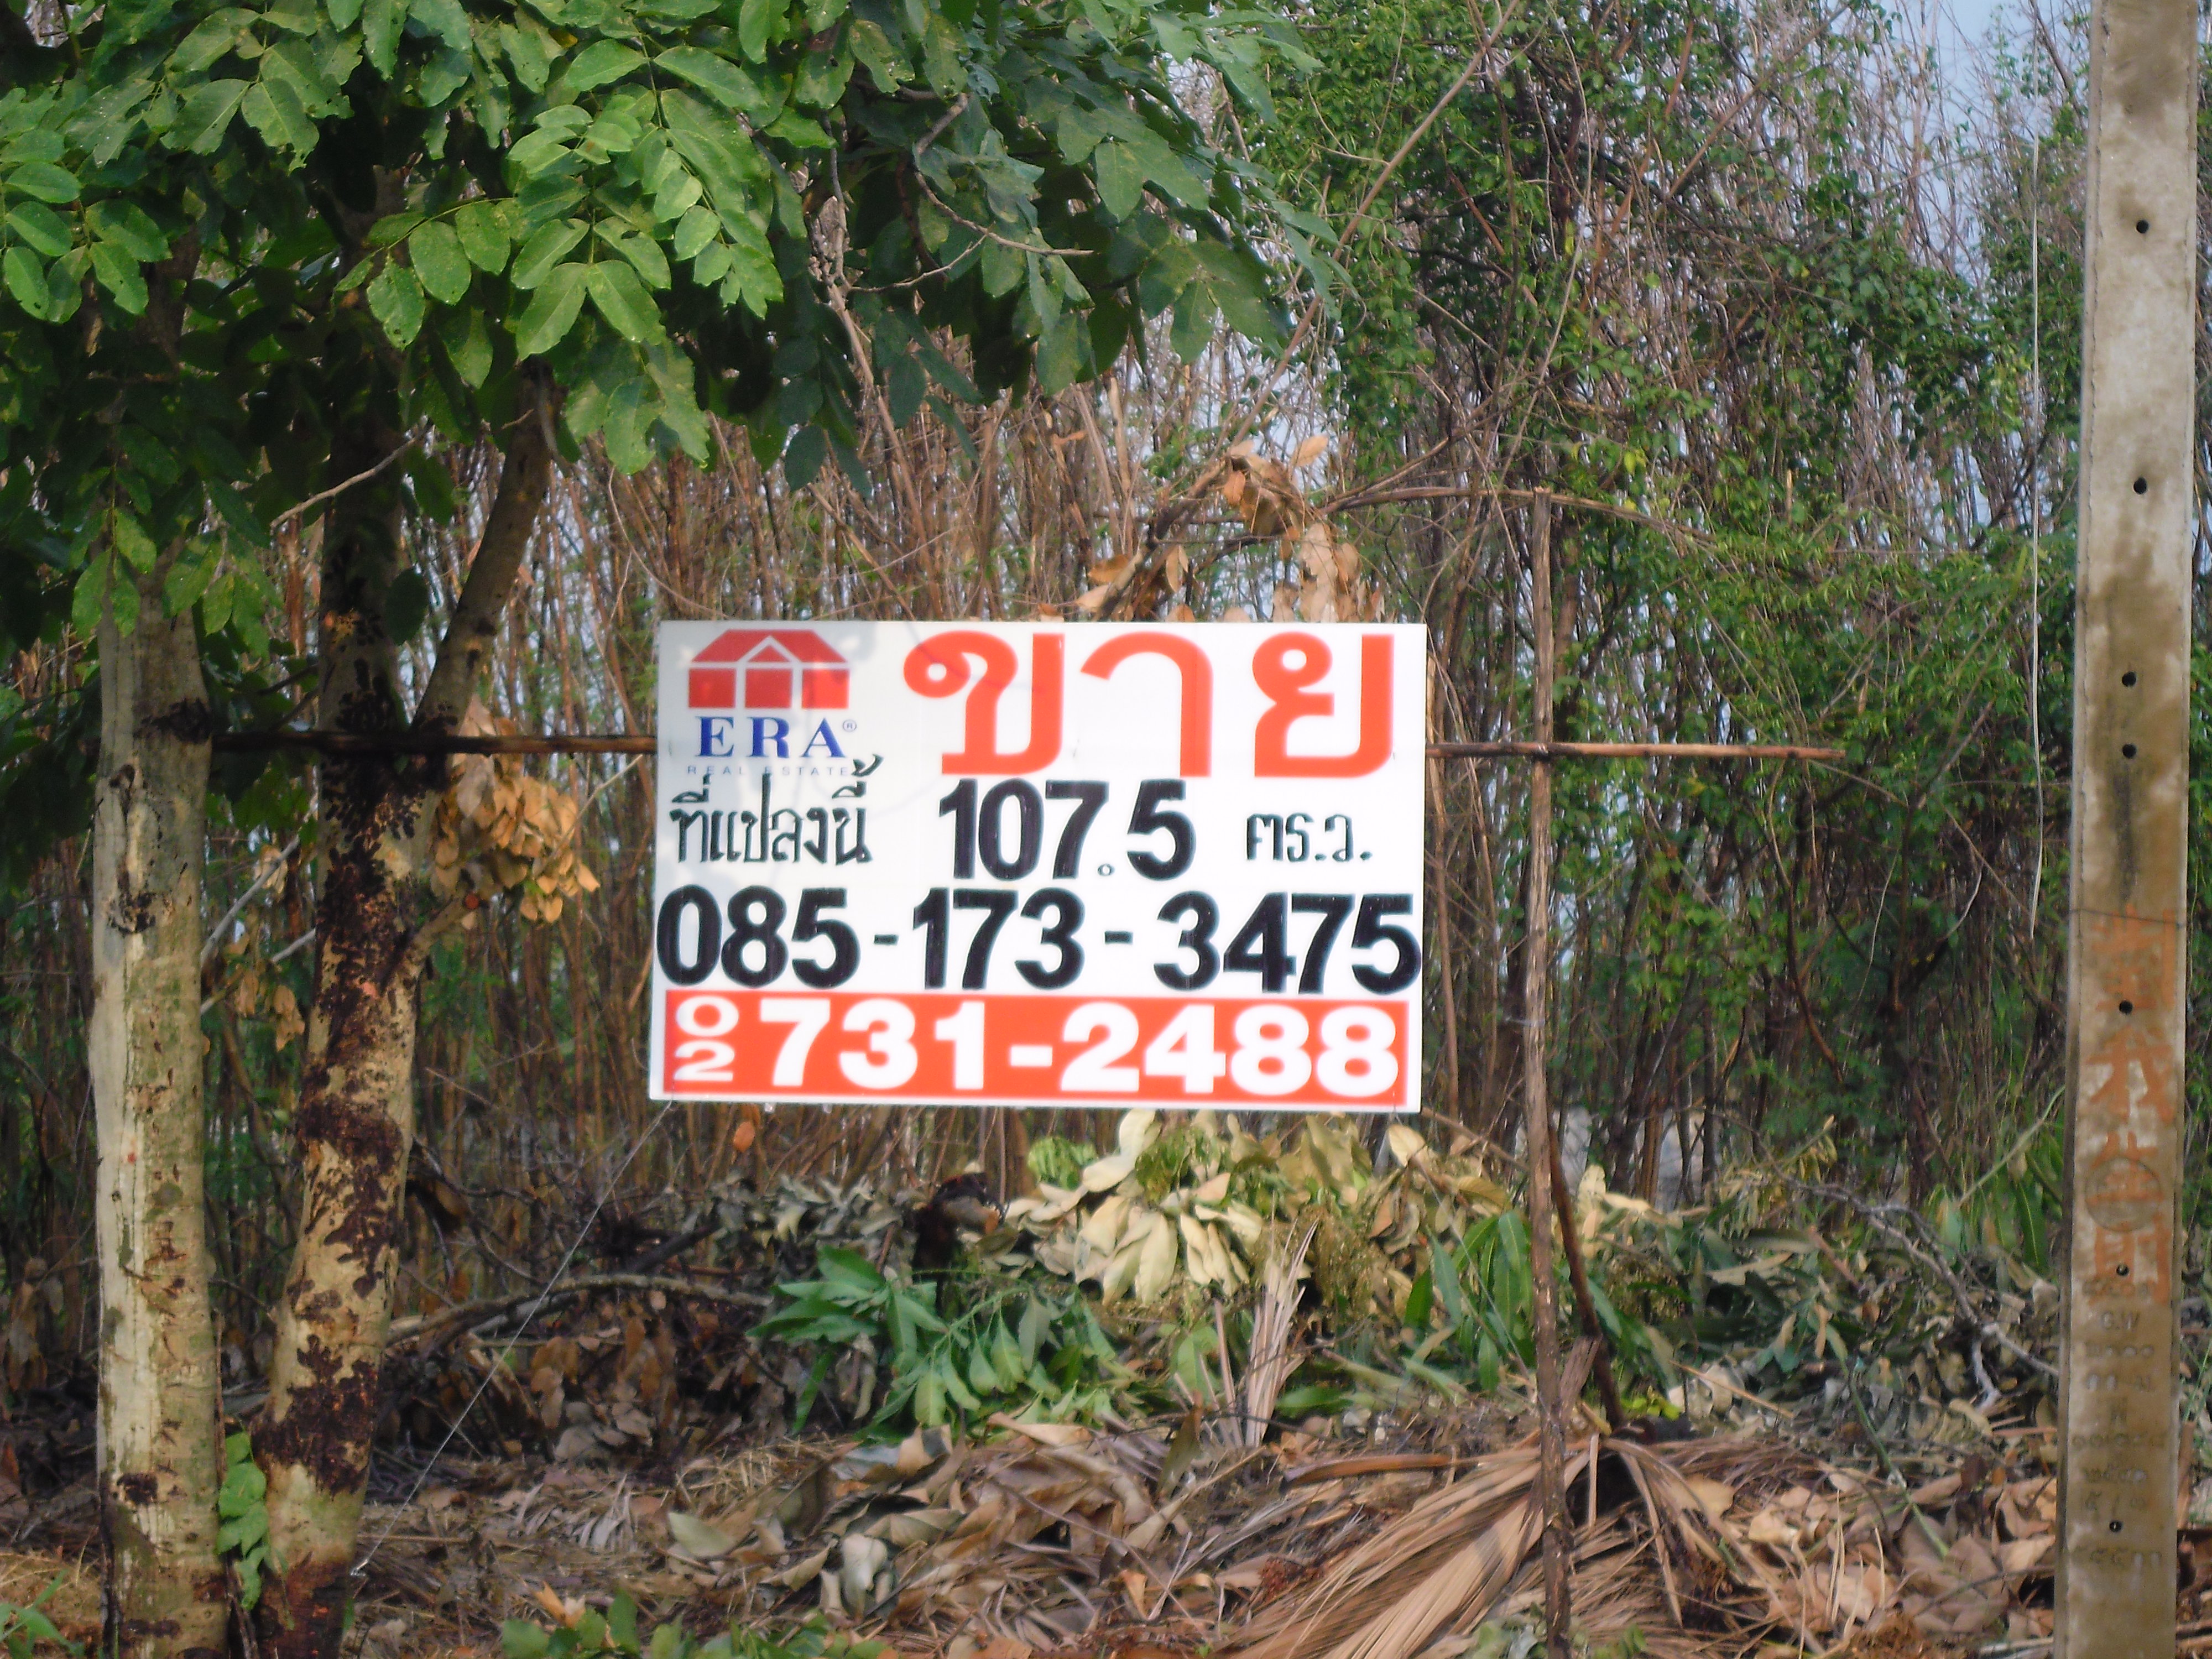 ERA®
REAL ESTATE
ขาย
ที่แปลงนี้ 107.5 ตร.ว.
085-173-3475
02 731-2488